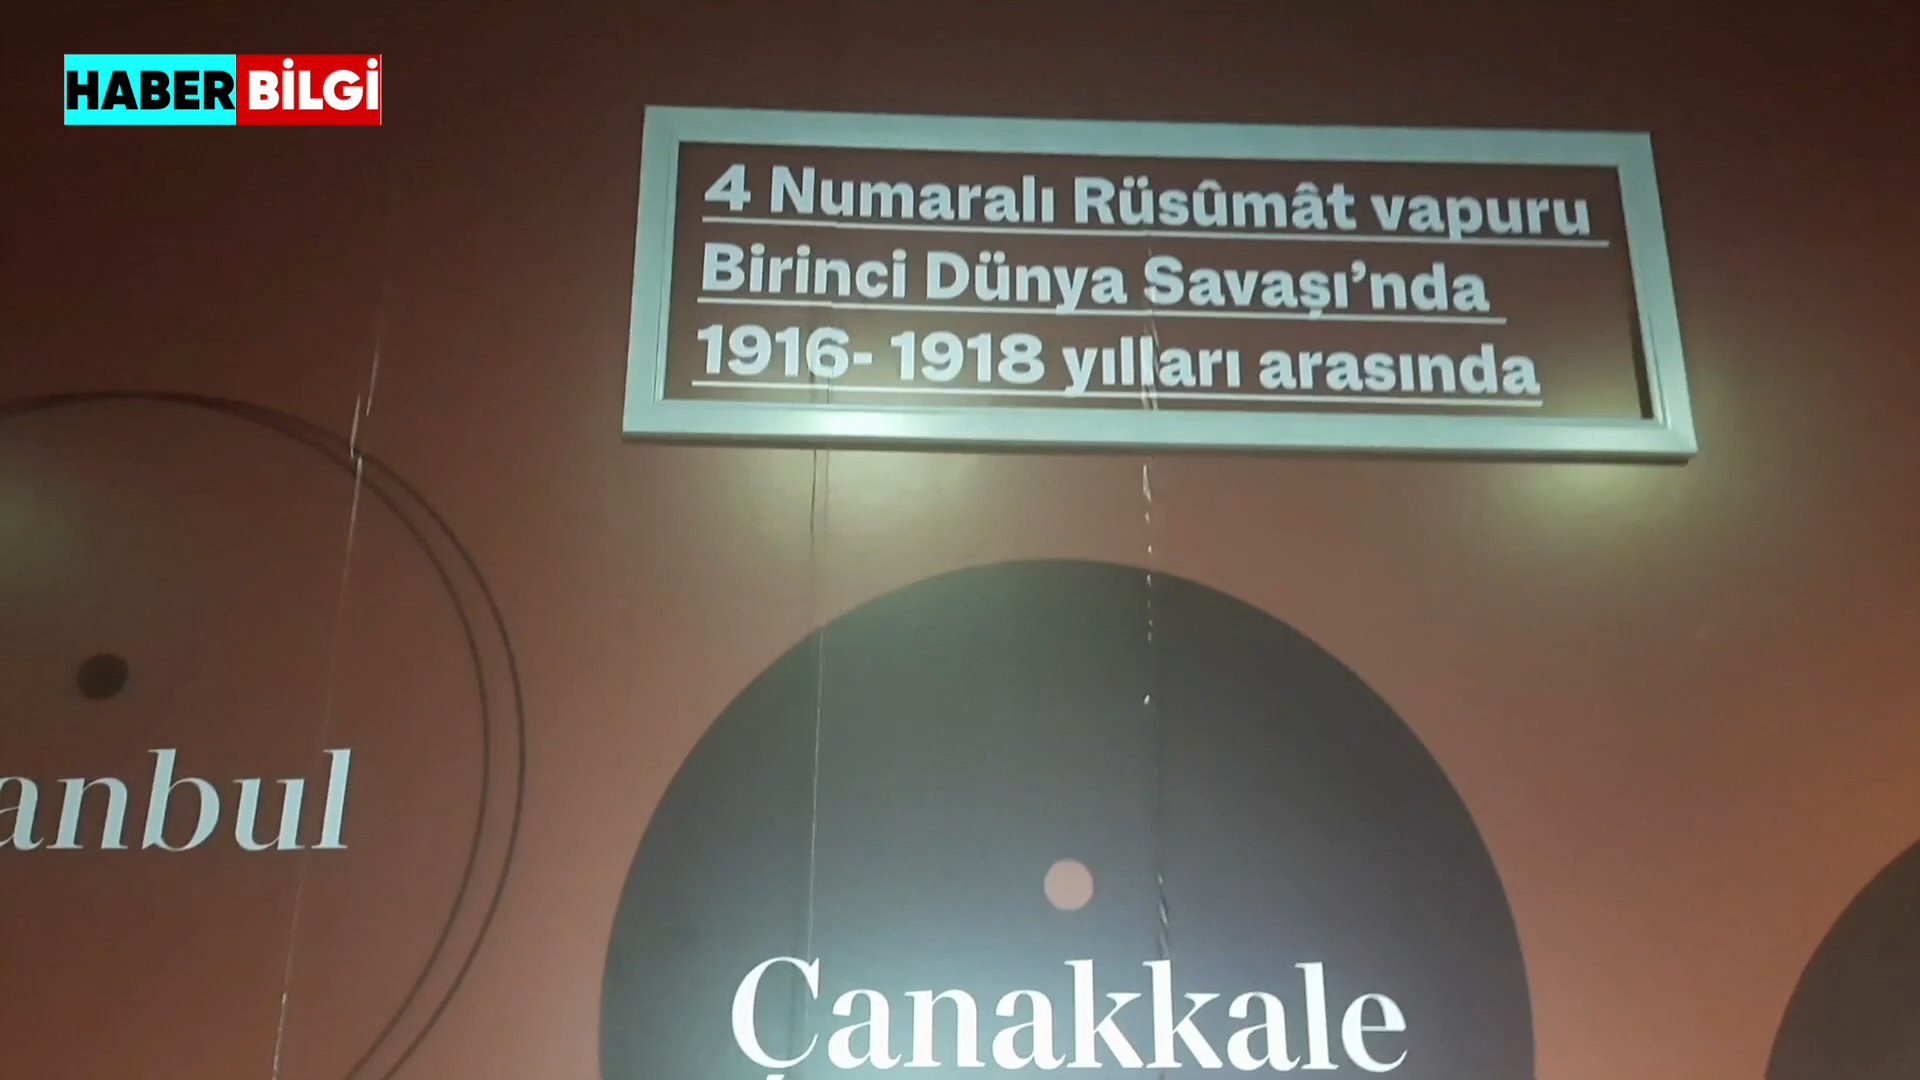 HABER BİLGİ
4 Numaralı Rüsûmât vapuru
Birinci Dünya Savaşı'nda
1916- 1918 yılları arasında
anbul
Çanakkale